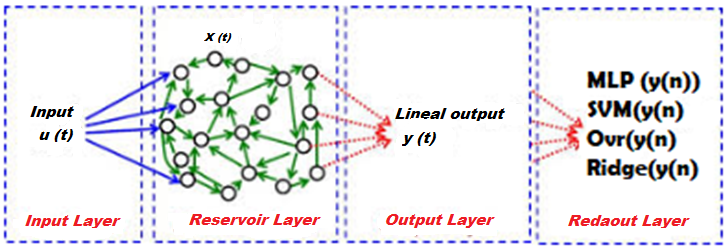 X (t)
Input
u (t)
Lineal output
y (t)
MLP (y(n))
SVM(y(n)
Ovr(y(n)
Ridge(y(n)
Input Layer
Reservoir Layer
Output Layer
Redaout Layer